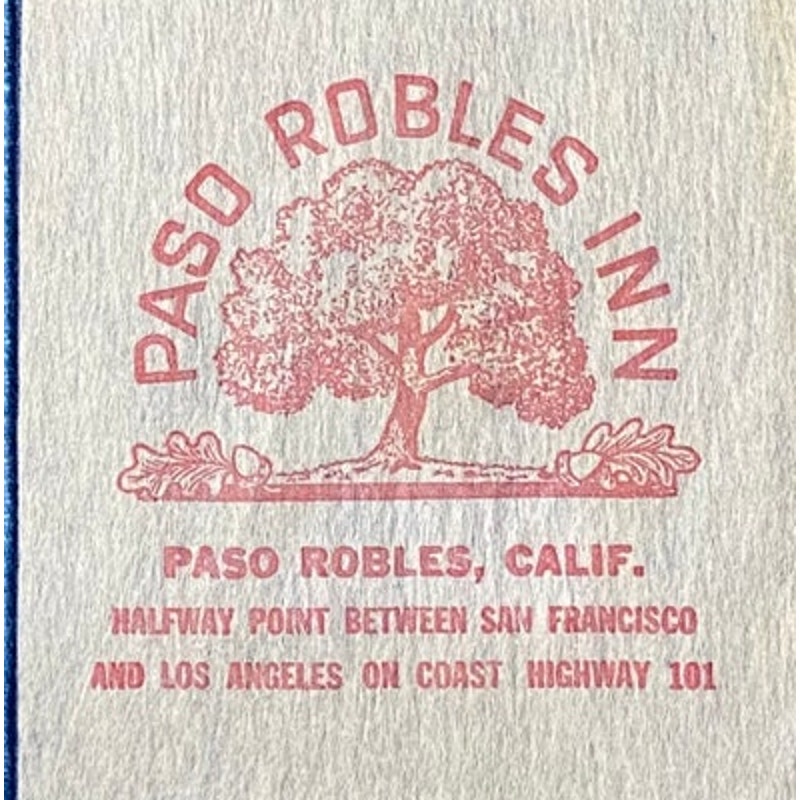 PASO ROBLES INN
PASO ROBLES, CALIF.
HALFWAY POINT BETWEEN SAN FRANCISCO
AND LOS ANGELES ON COAST HIGHWAY 101